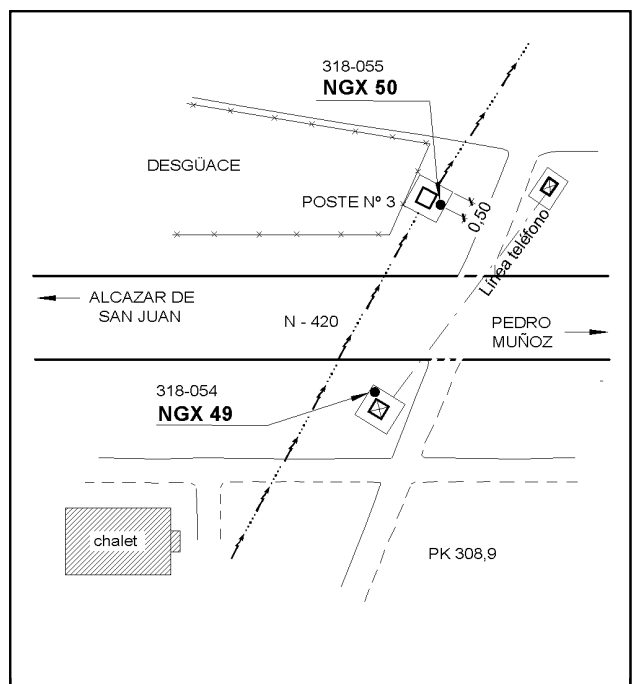 318-055
NGX 50
DESGÜACE
POSTE Nº 3
0,50
Línea teléfono
ALCAZAR DE
SAN JUAN
N - 420
PEDRO
MUÑOZ
318-054
NGX 49
chalet
PK 308,9